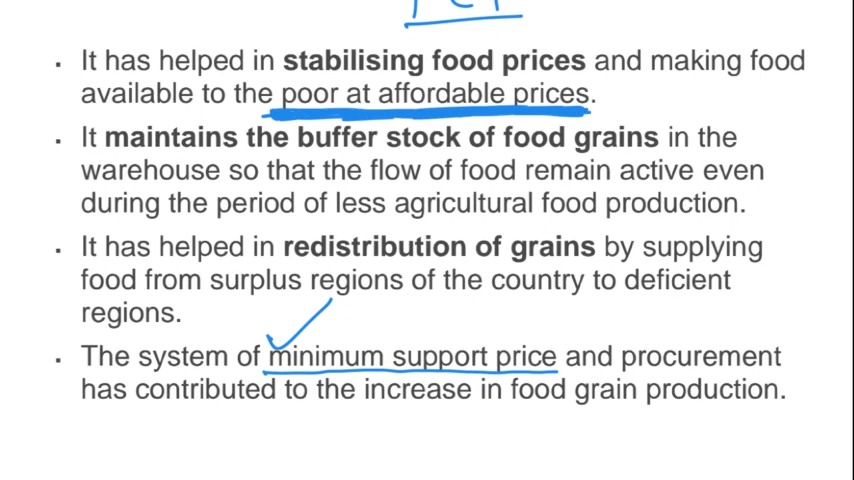 ▪ It has helped in stabilising food prices and making food
available to the poor at affordable prices.
▪ It maintains the buffer stock of food grains in the
warehouse so that the flow of food remain active even
during the period of less agricultural food production.
▪ It has helped in redistribution of grains by supplying
food from surplus regions of the country to deficient
regions.
▪ The system of minimum support price and procurement
has contributed to the increase in food grain production.